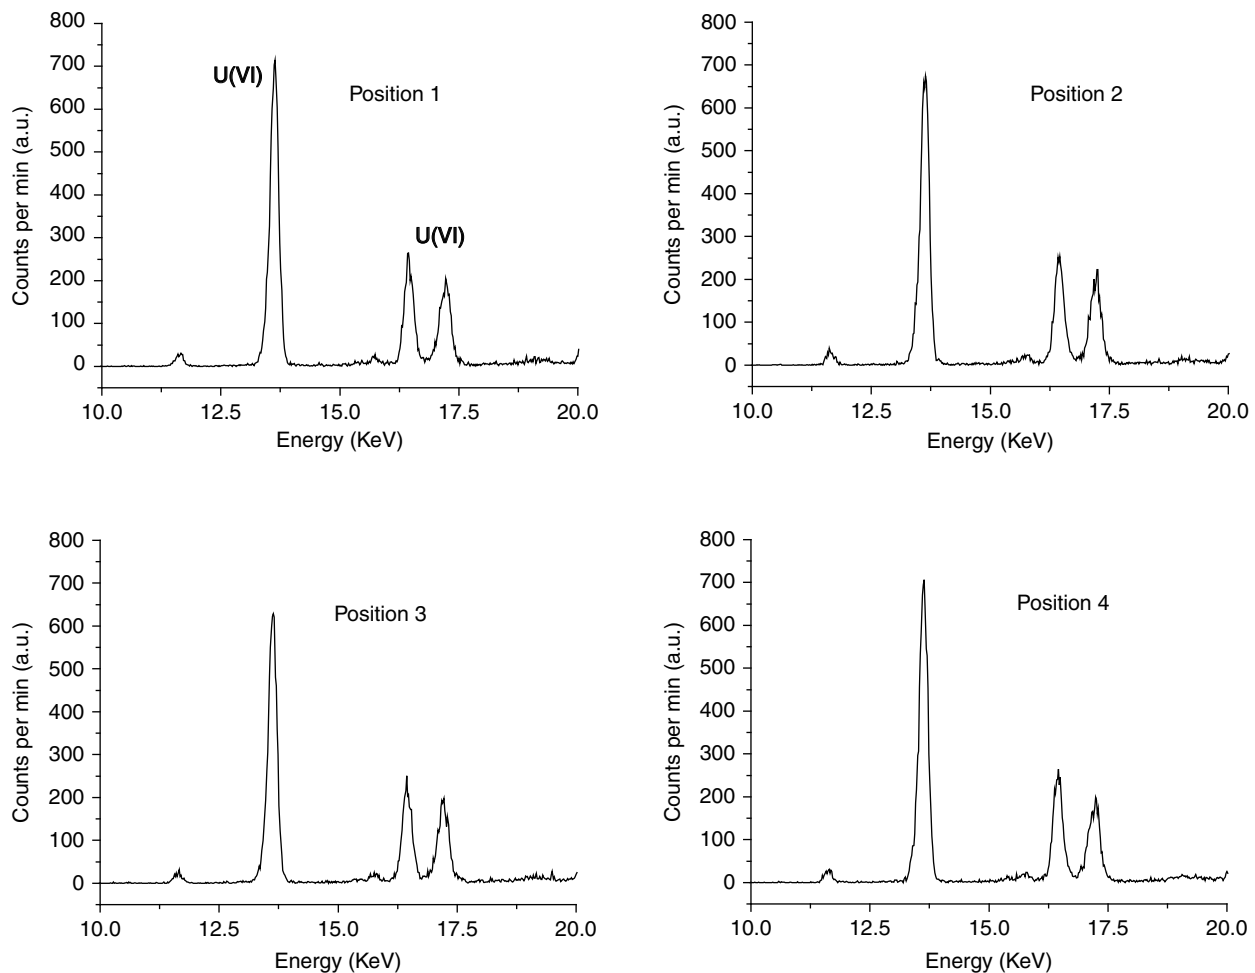 800
700
600
500
400
300
200
100
0
Counts per min (a.u.)
U(VI)
Position 1
U(VI)
10.0 12.5 15.0 17.5 20.0
Energy (KeV)
800
700
600
500
400
300
200
100
0
Counts per min (a.u.)
Position 2
10.0 12.5 15.0 17.5 20.0
Energy (KeV)
800
700
600
500
400
300
200
100
0
Counts per min (a.u.)
Position 3
10.0 12.5 15.0 17.5 20.0
Energy (KeV)
800
700
600
500
400
300
200
100
0
Counts per min (a.u.)
Position 4
10.0 12.5 15.0 17.5 20.0
Energy (KeV)